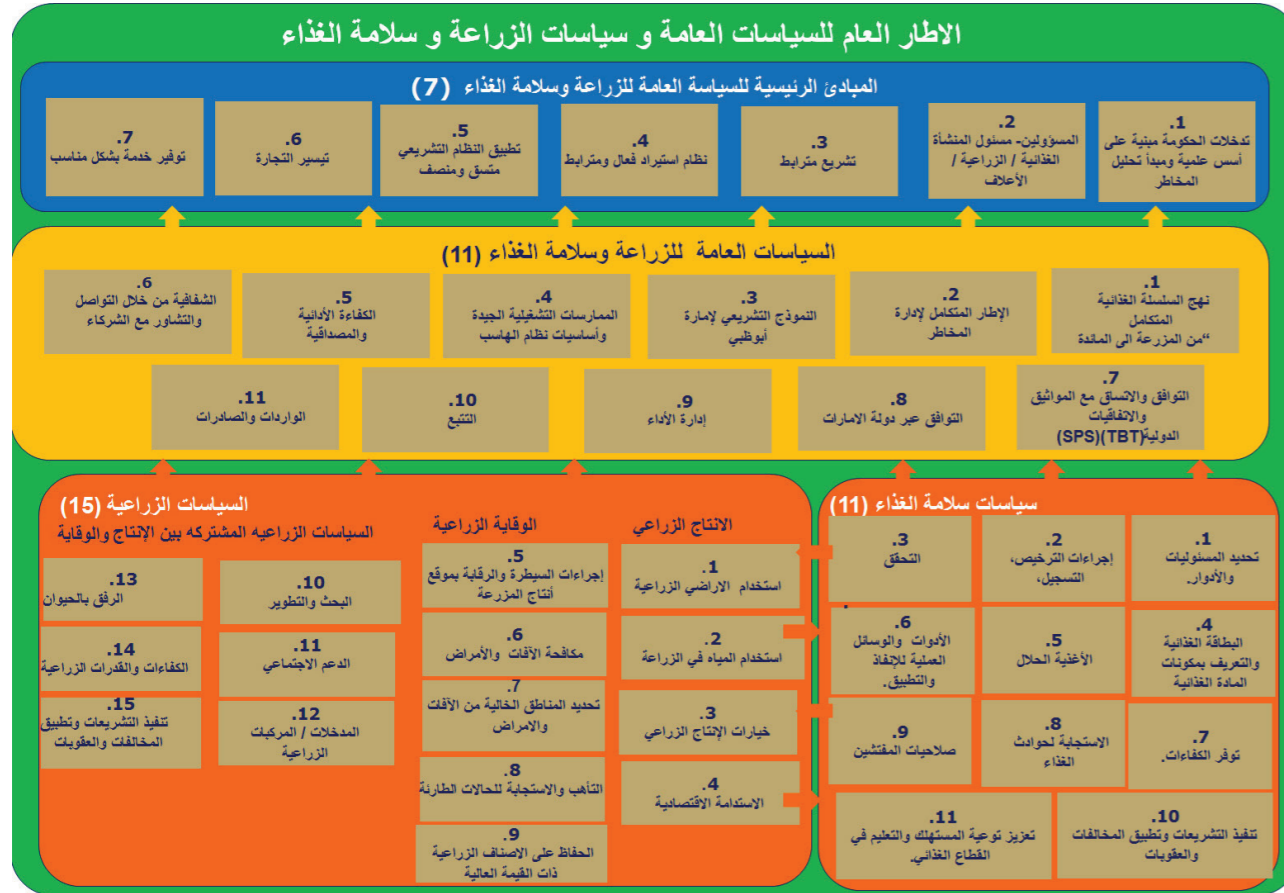 الاطار العام للسياسات العامة و سياسات الزراعة و سلامة الغذاء
المبادئ الرئيسية للسياسة العامة للزراعة وسلامة الغذاء (7)
.1
تدخلات الحكومة مبنية على
أسس علمية ومبدأ تحليل
المخاطر
.2
المسؤولين- مسئول المنشأة
الغذائية / الزراعية /
الأعلاف
.3
تشريع مترابط
.4
نظام استيراد فعال ومترابط
.5
تطبيق النظام التشريعي
متسق ومنصف
.6
تيسير التجارة
.7
توفير خدمة بشكل مناسب
السياسات العامة للزراعة وسلامة الغذاء (11)
.1
نهج السلسلة الغذائية
المتكامل
“من المزرعة الى المائدة
.2
الإطار المتكامل لإدارة
المخاطر
.3
النموذج التشريعي لإمارة
أبوظبي
.4
الممارسات التشغيلية الجيدة
وأساسيات نظام الهاسب
.5
الكفاءة الأدائية
والمصداقية
.6
الشفافية من خلال التواصل
والتشاور مع الشركاء
.7
التوافق والاتساق مع المواثيق
والاتفاقيات
الدولية(SPS)(TBT)
.8
التوافق عبر دولة الامارات
.9
إدارة الأداء
.10
التتبع
.11
الواردات والصادرات
سياسات سلامة الغذاء (11)
.1
تحديد المسئوليات
والأدوار.
.2
إجراءات الترخيص،
التسجيل،
.3
التحقق
.4
البطاقة الغذائية
والتعريف بمكونات
المادة الغذائية
.5
الأغذية الحلال
.6
الأدوات والوسائل
العملية للإنفاذ
والتطبيق.
.7
توفر الكفاءات.
.8
الاستجابة لحوادث
الغذاء
.9
صلاحيات المفتشين
.10
تنفيذ التشريعات وتطبيق المخالفات
والعقوبات
.11
تعزيز توعية المستهلك والتعليم في
القطاع الغذائي.
السياسات الزراعية (15)
الانتاج الزراعي
.1
استخدام الاراضي الزراعية
.2
استخدام المياه في الزراعة
.3
خيارات الإنتاج الزراعي
.4
الاستدامة الاقتصادية
الوقاية الزراعية
.5
إجراءات السيطرة والرقابة بموقع
أنتاج المزرعة
.6
مكافحة الآفات والأمراض
.7
تحديد المناطق الخالية من الآفات
والامراض
.8
التأهب والاستجابة للحالات الطارئة
.9
الحفاظ على الاصناف الزراعية
ذات القيمة العالية
السياسات الزراعيه المشتركه بين الإنتاج والوقاية
.10
البحث والتطوير
.11
الدعم الاجتماعي
.12
المدخلات / المركبات
الزراعية
.13
الرفق بالحيوان
.14
الكفاءات والقدرات الزراعية
.15
تنفيذ التشريعات وتطبيق
المخالفات والعقوبات